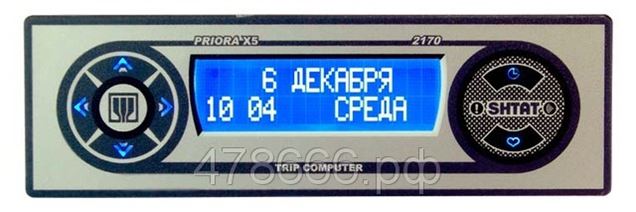 PRIORA X5 2170
6 ДЕКАБРЯ
10 04 СРЕДА
SHTAT
478666.рф
TRIP COMPUTER